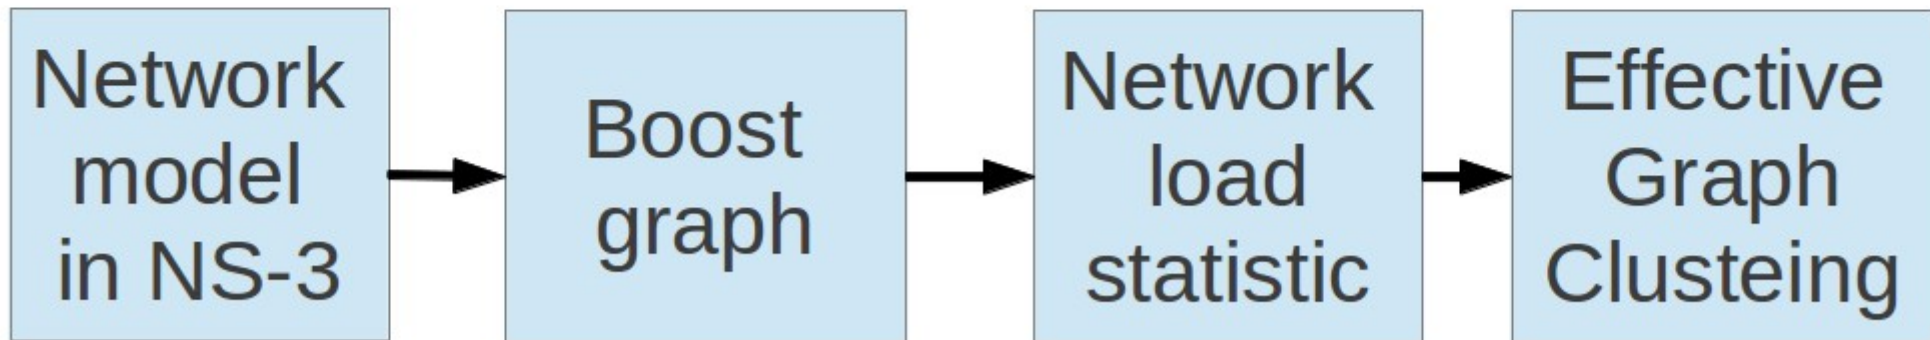 Network
model
in NS-3
Boost
graph
Network
load
statistic
Effective
Graph
Clusteing